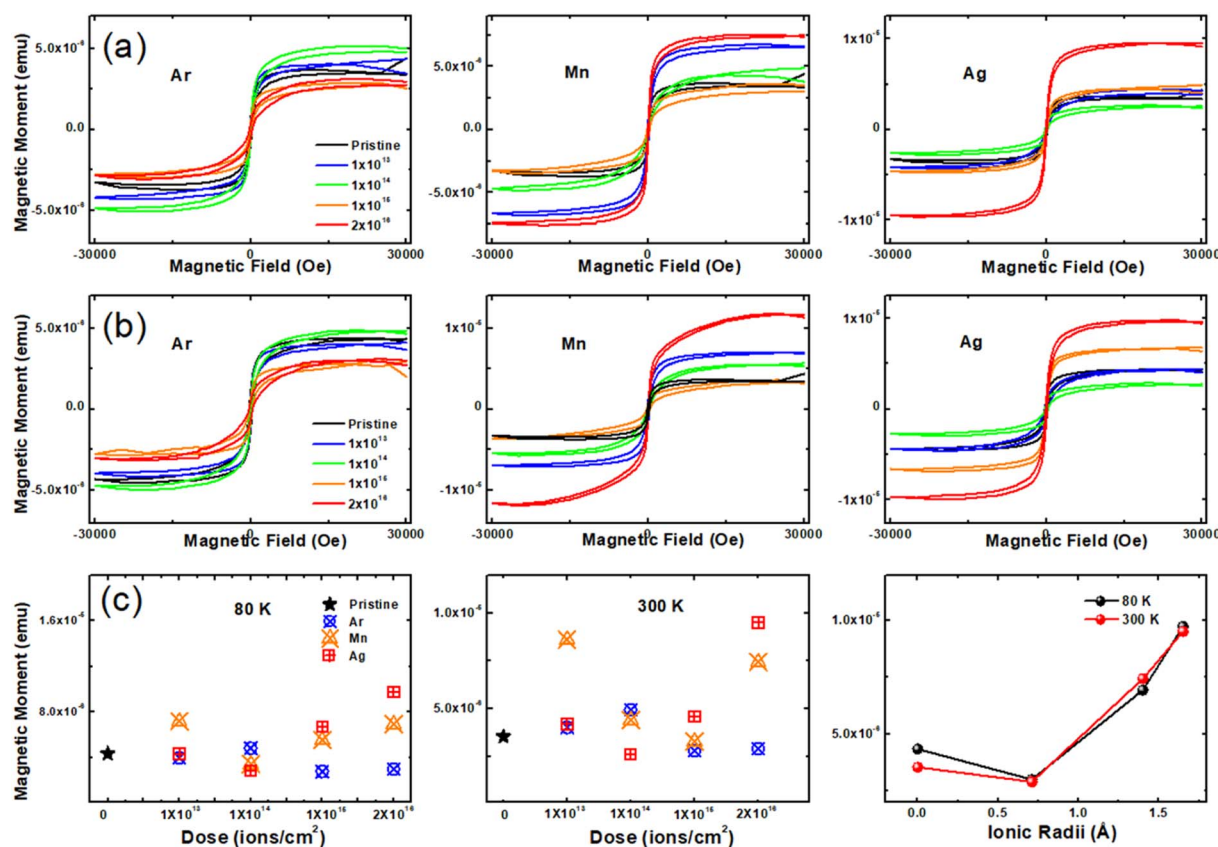 (a)
Magnetic Moment (emu)
5.0x10⁻⁶
0.0
-5.0x10⁻⁶
Ar
Pristine
1x10¹³
1x10¹⁴
1x10¹⁶
2x10¹⁶
-30000 0 30000
Magnetic Field (Oe)
5.0x10⁻⁶
0.0
-5.0x10⁻⁶
Mn
-30000 0 30000
Magnetic Field (Oe)
1x10⁻⁵
0
-1x10⁻⁵
Ag
-30000 0 30000
Magnetic Field (Oe)
(b)
Magnetic Moment (emu)
5.0x10⁻⁶
0.0
-5.0x10⁻⁶
Ar
Pristine
1x10¹³
1x10¹⁴
1x10¹⁶
2x10¹⁶
-30000 0 30000
Magnetic Field (Oe)
1x10⁻⁵
0
-1x10⁻⁵
Mn
-30000 0 30000
Magnetic Field (Oe)
1x10⁻⁵
0
-1x10⁻⁵
Ag
-30000 0 30000
Magnetic Field (Oe)
(c)
Magnetic Moment (emu)
1.6x10⁻⁵
8.0x10⁻⁶
80 K
Pristine
Ar
Mn
Ag
0 1X10¹³ 1X10¹⁴ 1X10¹⁶ 2X10¹⁶
Dose (ions/cm²)
1.0x10⁻⁵
5.0x10⁻⁶
300 K
0 1X10¹³ 1X10¹⁴ 1X10¹⁶ 2X10¹⁶
Dose (ions/cm²)
1.0x10⁻⁵
5.0x10⁻⁶
80 K
300 K
0.0 0.5 1.0 1.5
Ionic Radii (Å)